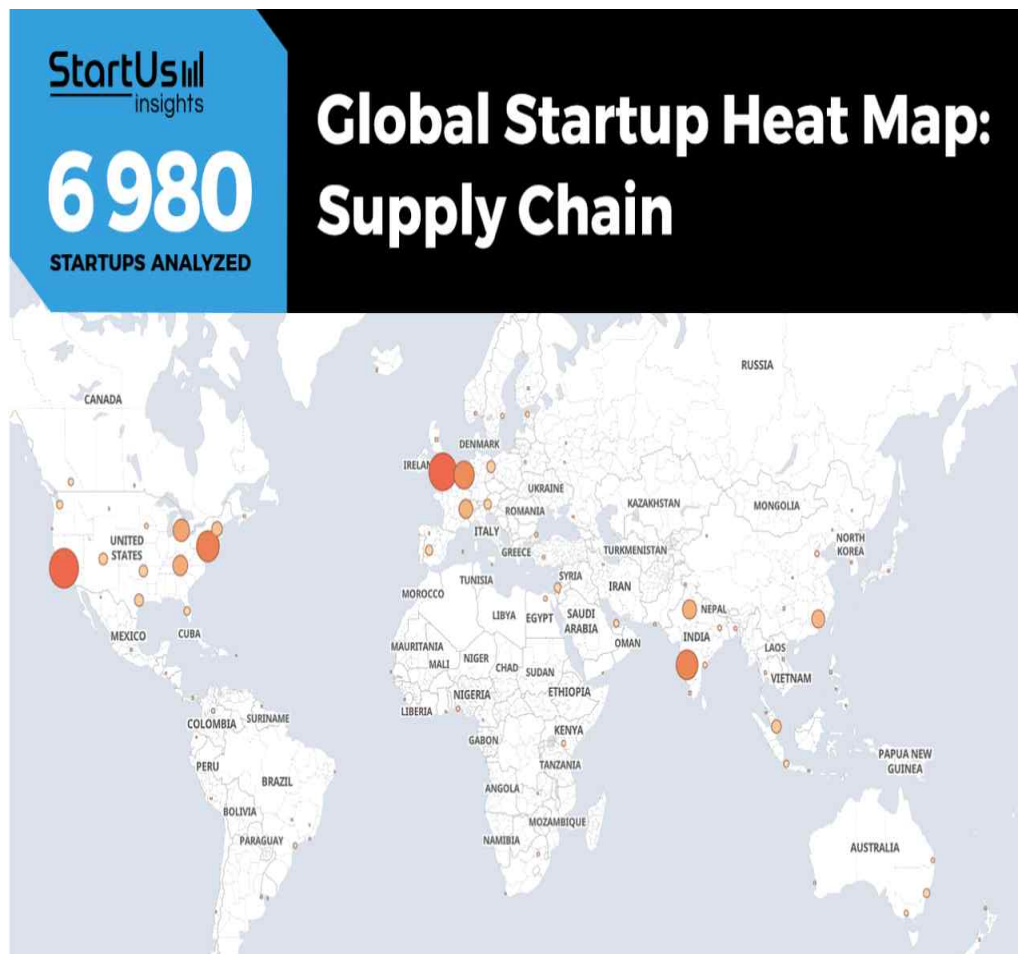 StartUs
insights
6980
STARTUPS ANALYZED
Global Startup Heat Map:
Supply Chain
RUSSIA
CANADA
DENMARK
IRELAN
UKRAINE
KAZAKHSTAN
MONGOLIA
ROMANIA
ITALY
UNITED
STATES
NORTH
KOREA
GREECE
TURKMENISTAN
TUNISIA
SYRIA
IRAN
MOROCCO
NEPAL
LIBYA
EGYPT
SAUDI
ARABIA
MEXICO
CUBA
INDIA
OMAN
LAOS
MAURITANIA
MALI
NIGER
CHAD
SUDAN
VIETNAM
NIGERIA
ETHIOPIA
LIBERIA
COLOMBIA
SURINAME
KENYA
GABON
PAPUA NEW
GUINEA
PERU
TANZANIA
BRAZIL
ANGOLA
BOLIVIA
MOZAMBIQUE
PARAGUAY
NAMIBIA
AUSTRALIA